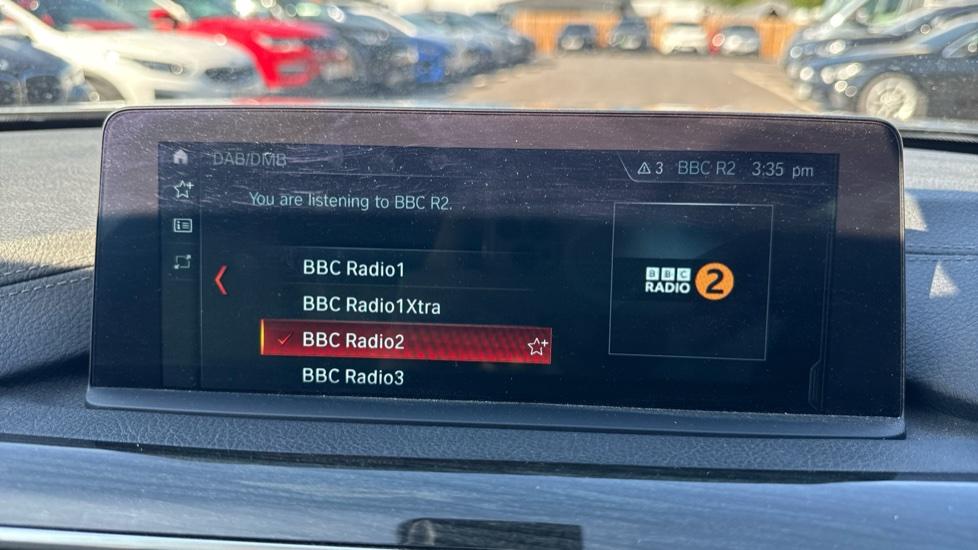 DAB/DMB
3 BBC R2 3:35 pm
You are listening to BBC R2.
BBC Radio1
BBC Radio1Xtra
BBC Radio2
BBC Radio3
BBC
RADIO 2